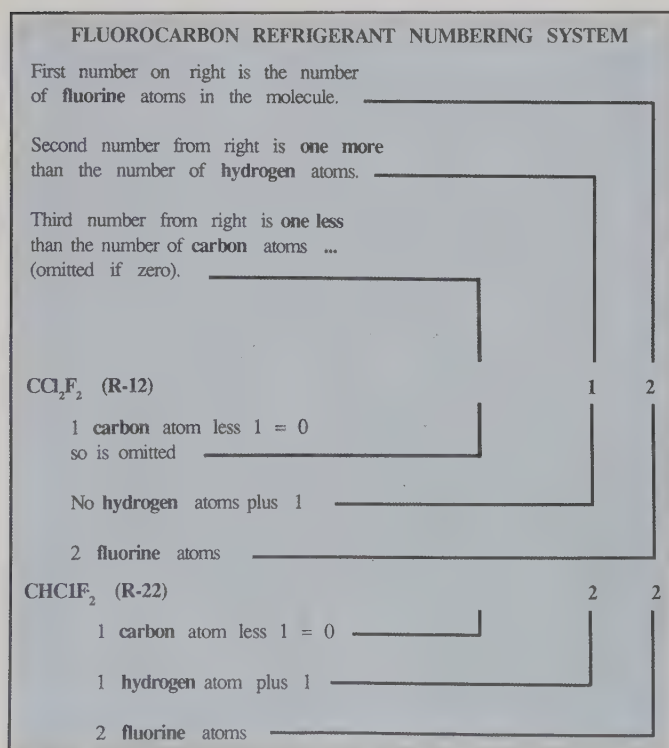 FLUOROCARBON REFRIGERANT NUMBERING SYSTEM
First number on right is the number
of fluorine atoms in the molecule.
Second number from right is one more
than the number of hydrogen atoms.
Third number from right is one less
than the number of carbon atoms ...
(omitted if zero).
CCl₂F₂ (R-12) 1 2
1 carbon atom less 1 = 0
so is omitted
No hydrogen atoms plus 1
2 fluorine atoms
CHC1F₂ (R-22) 2 2
1 carbon atom less 1 = 0
1 hydrogen atom plus 1
2 fluorine atoms